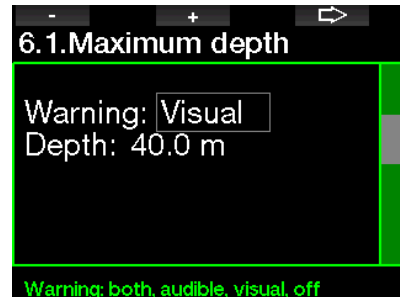 - +
6.1.Maximum depth
Warning: Visual
Depth: 40.0 m
Warning: both, audible, visual, off